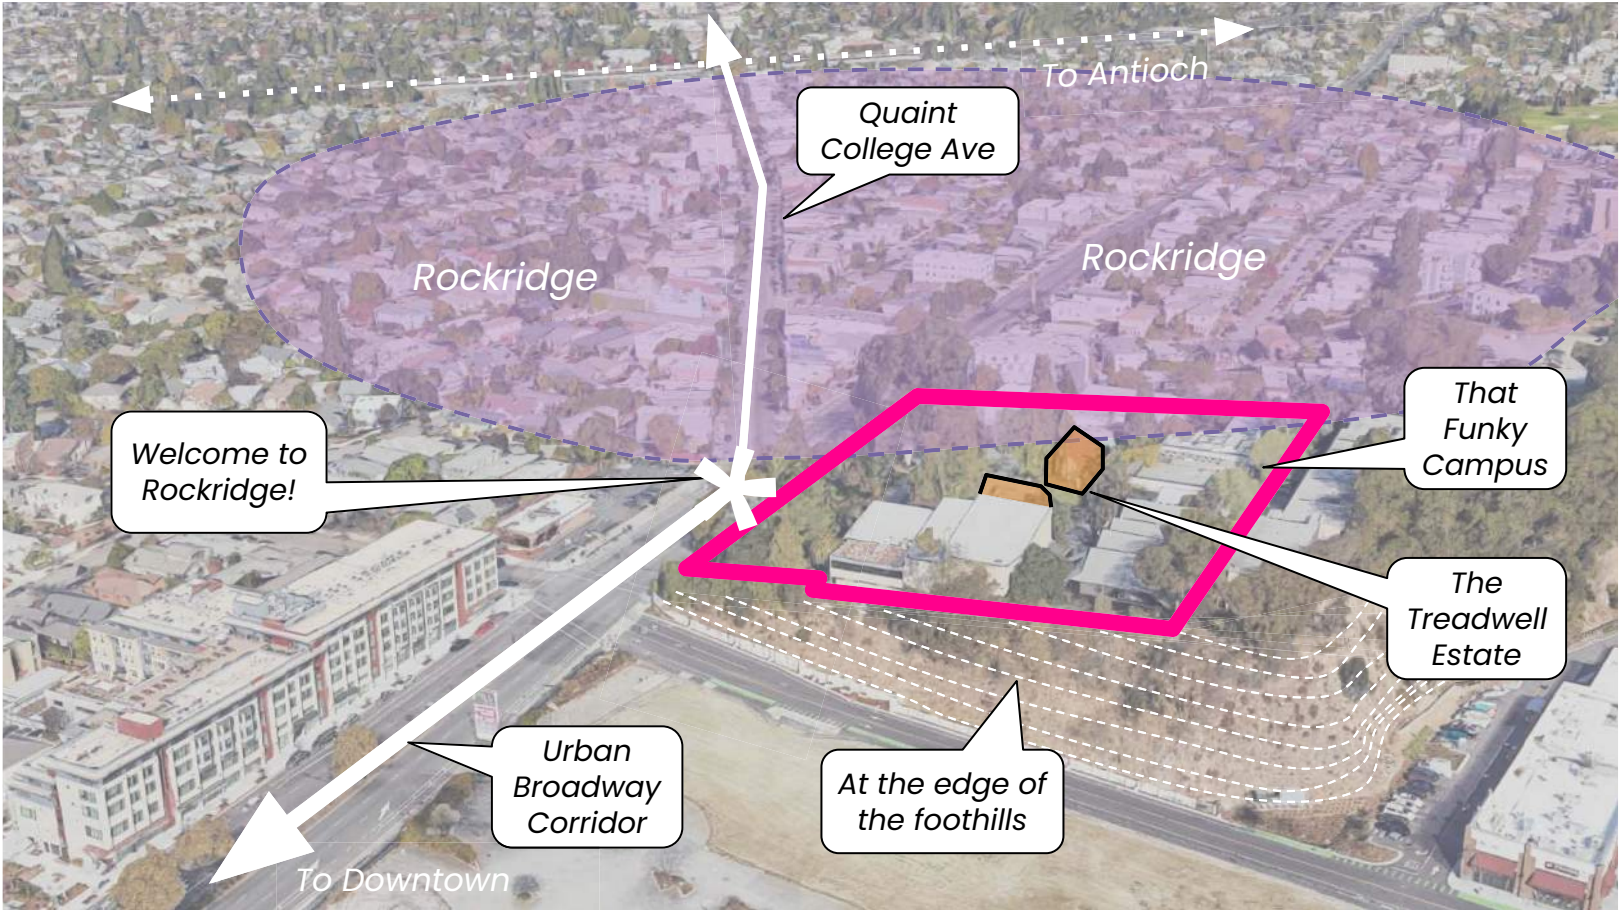 To Antioch
Quaint
College Ave
Rockridge
Rockridge
That
Funky
Campus
Welcome to
Rockridge!
The
Treadwell
Estate
Urban
Broadway
Corridor
At the edge of
the foothills
To Downtown